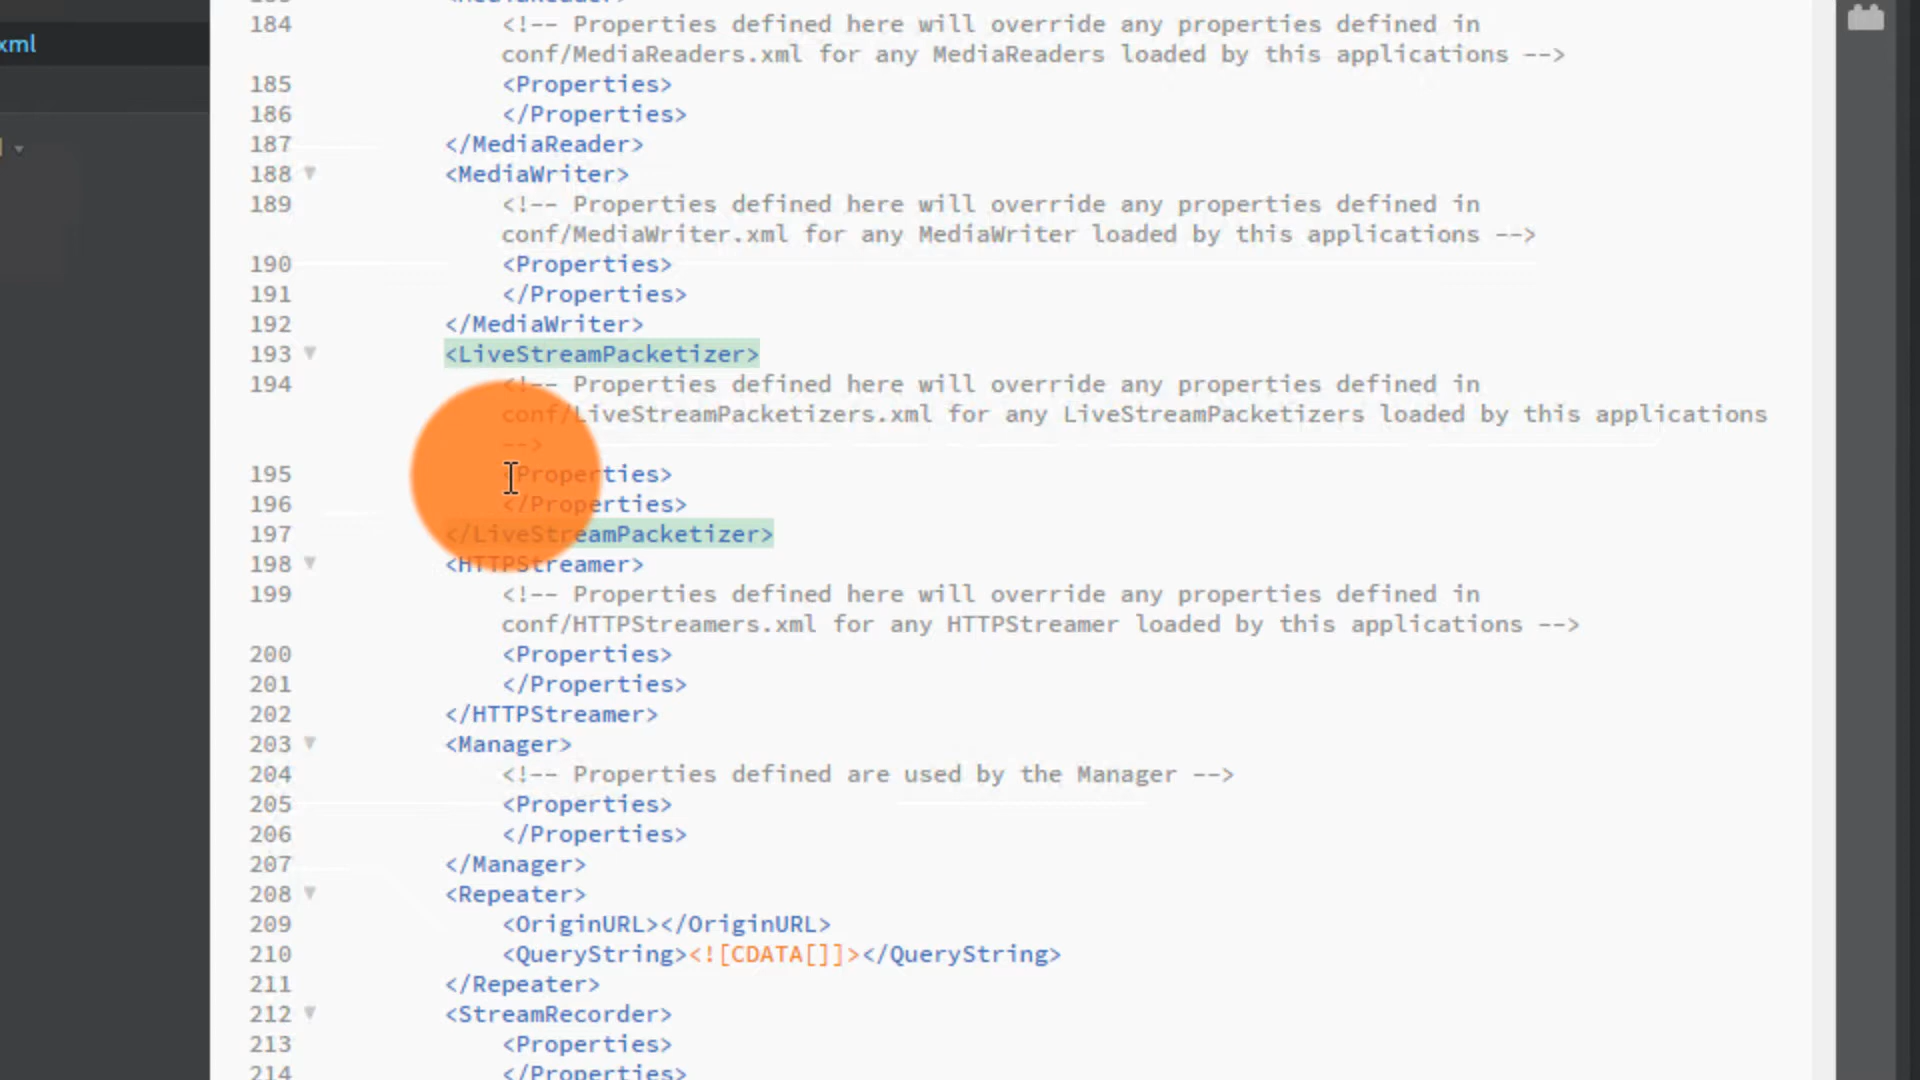 xml
184 <!-- Properties defined here will override any properties defined in
conf/MediaReaders.xml for any MediaReaders loaded by this applications -->
185 <Properties>
186 </Properties>
187 </MediaReader>
188 <MediaWriter>
189 <!-- Properties defined here will override any properties defined in
conf/MediaWriter.xml for any MediaWriter loaded by this applications -->
190 <Properties>
191 </Properties>
192 </MediaWriter>
193 <LiveStreamPacketizer>
194 <!-- Properties defined here will override any properties defined in
conf/LiveStreamPacketizers.xml for any LiveStreamPacketizers loaded by this applications
-->
195 <Properties>
196 </Properties>
197 </LiveStreamPacketizer>
198 <HTTPStreamer>
199 <!-- Properties defined here will override any properties defined in
conf/HTTPStreamers.xml for any HTTPStreamer loaded by this applications -->
200 <Properties>
201 </Properties>
202 </HTTPStreamer>
203 <Manager>
204 <!-- Properties defined are used by the Manager -->
205 <Properties>
206 </Properties>
207 </Manager>
208 <Repeater>
209 <OriginURL></OriginURL>
210 <QueryString><![CDATA[]]></QueryString>
211 </Repeater>
212 <StreamRecorder>
213 <Properties>
214 </Properties>